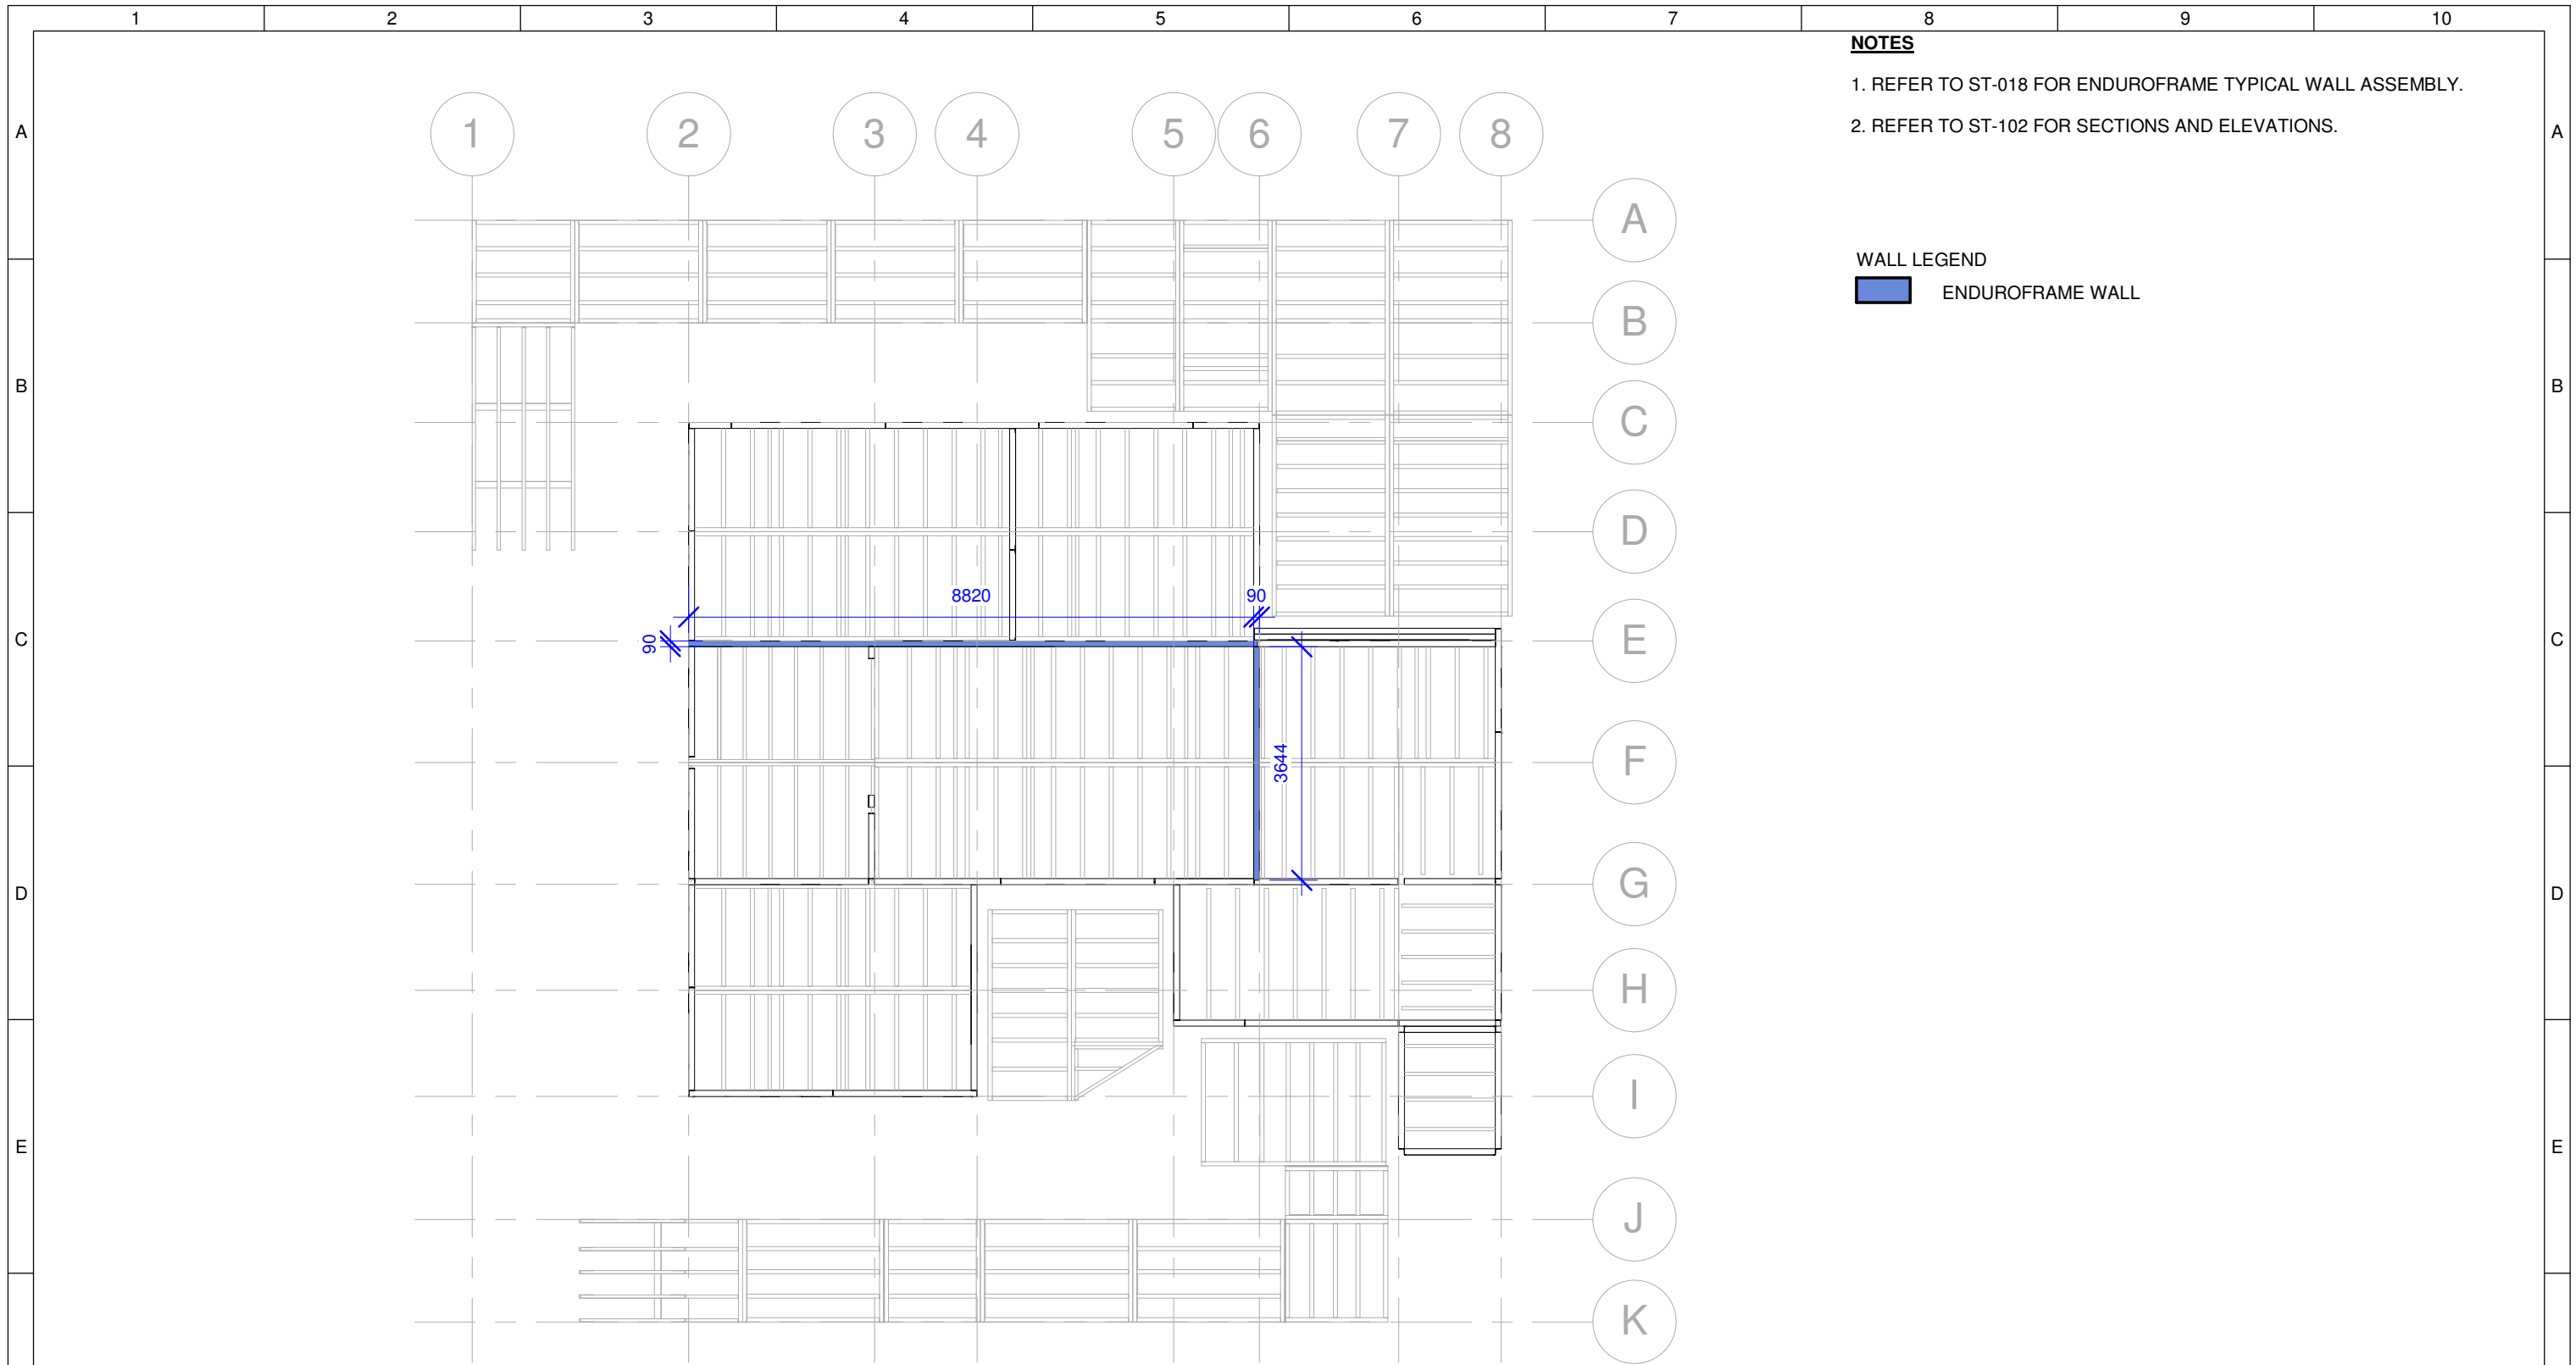 1 2 3 4 5 6 7 8 9 10
NOTES
1. REFER TO ST-018 FOR ENDUROFRAME TYPICAL WALL ASSEMBLY.
2. REFER TO ST-102 FOR SECTIONS AND ELEVATIONS.
WALL LEGEND
ENDUROFRAME WALL
1 2 3 4 5 6 7 8
A A
B B
C C
D D
E E
A
B
C
D
E
F
G
H
I
J
K
8820 90
90
3644